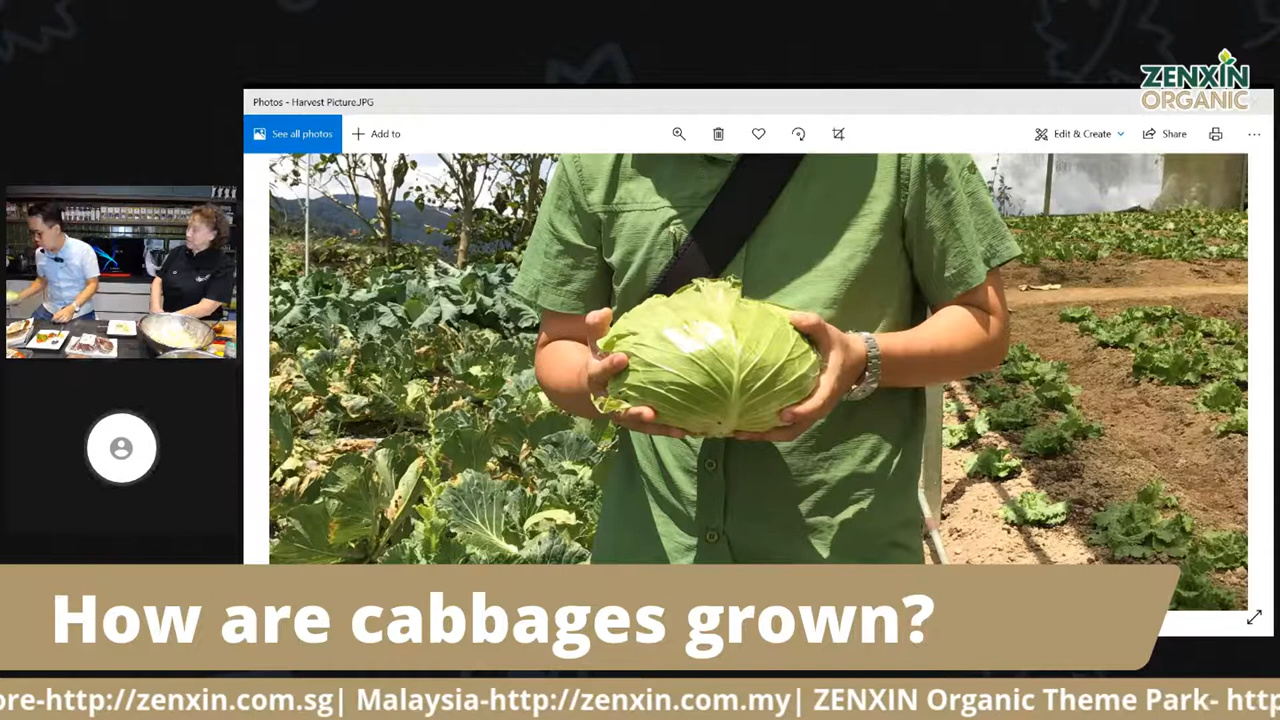 ZENXIN
ORGANIC
Photos - Harvest Picture.JPG
See all photos
Add to
Edit & Create
Share
How are cabbages grown?
ore-http://zenxin.com.sg| Malaysia-http://zenxin.com.my| ZENXIN Organic Theme Park- http